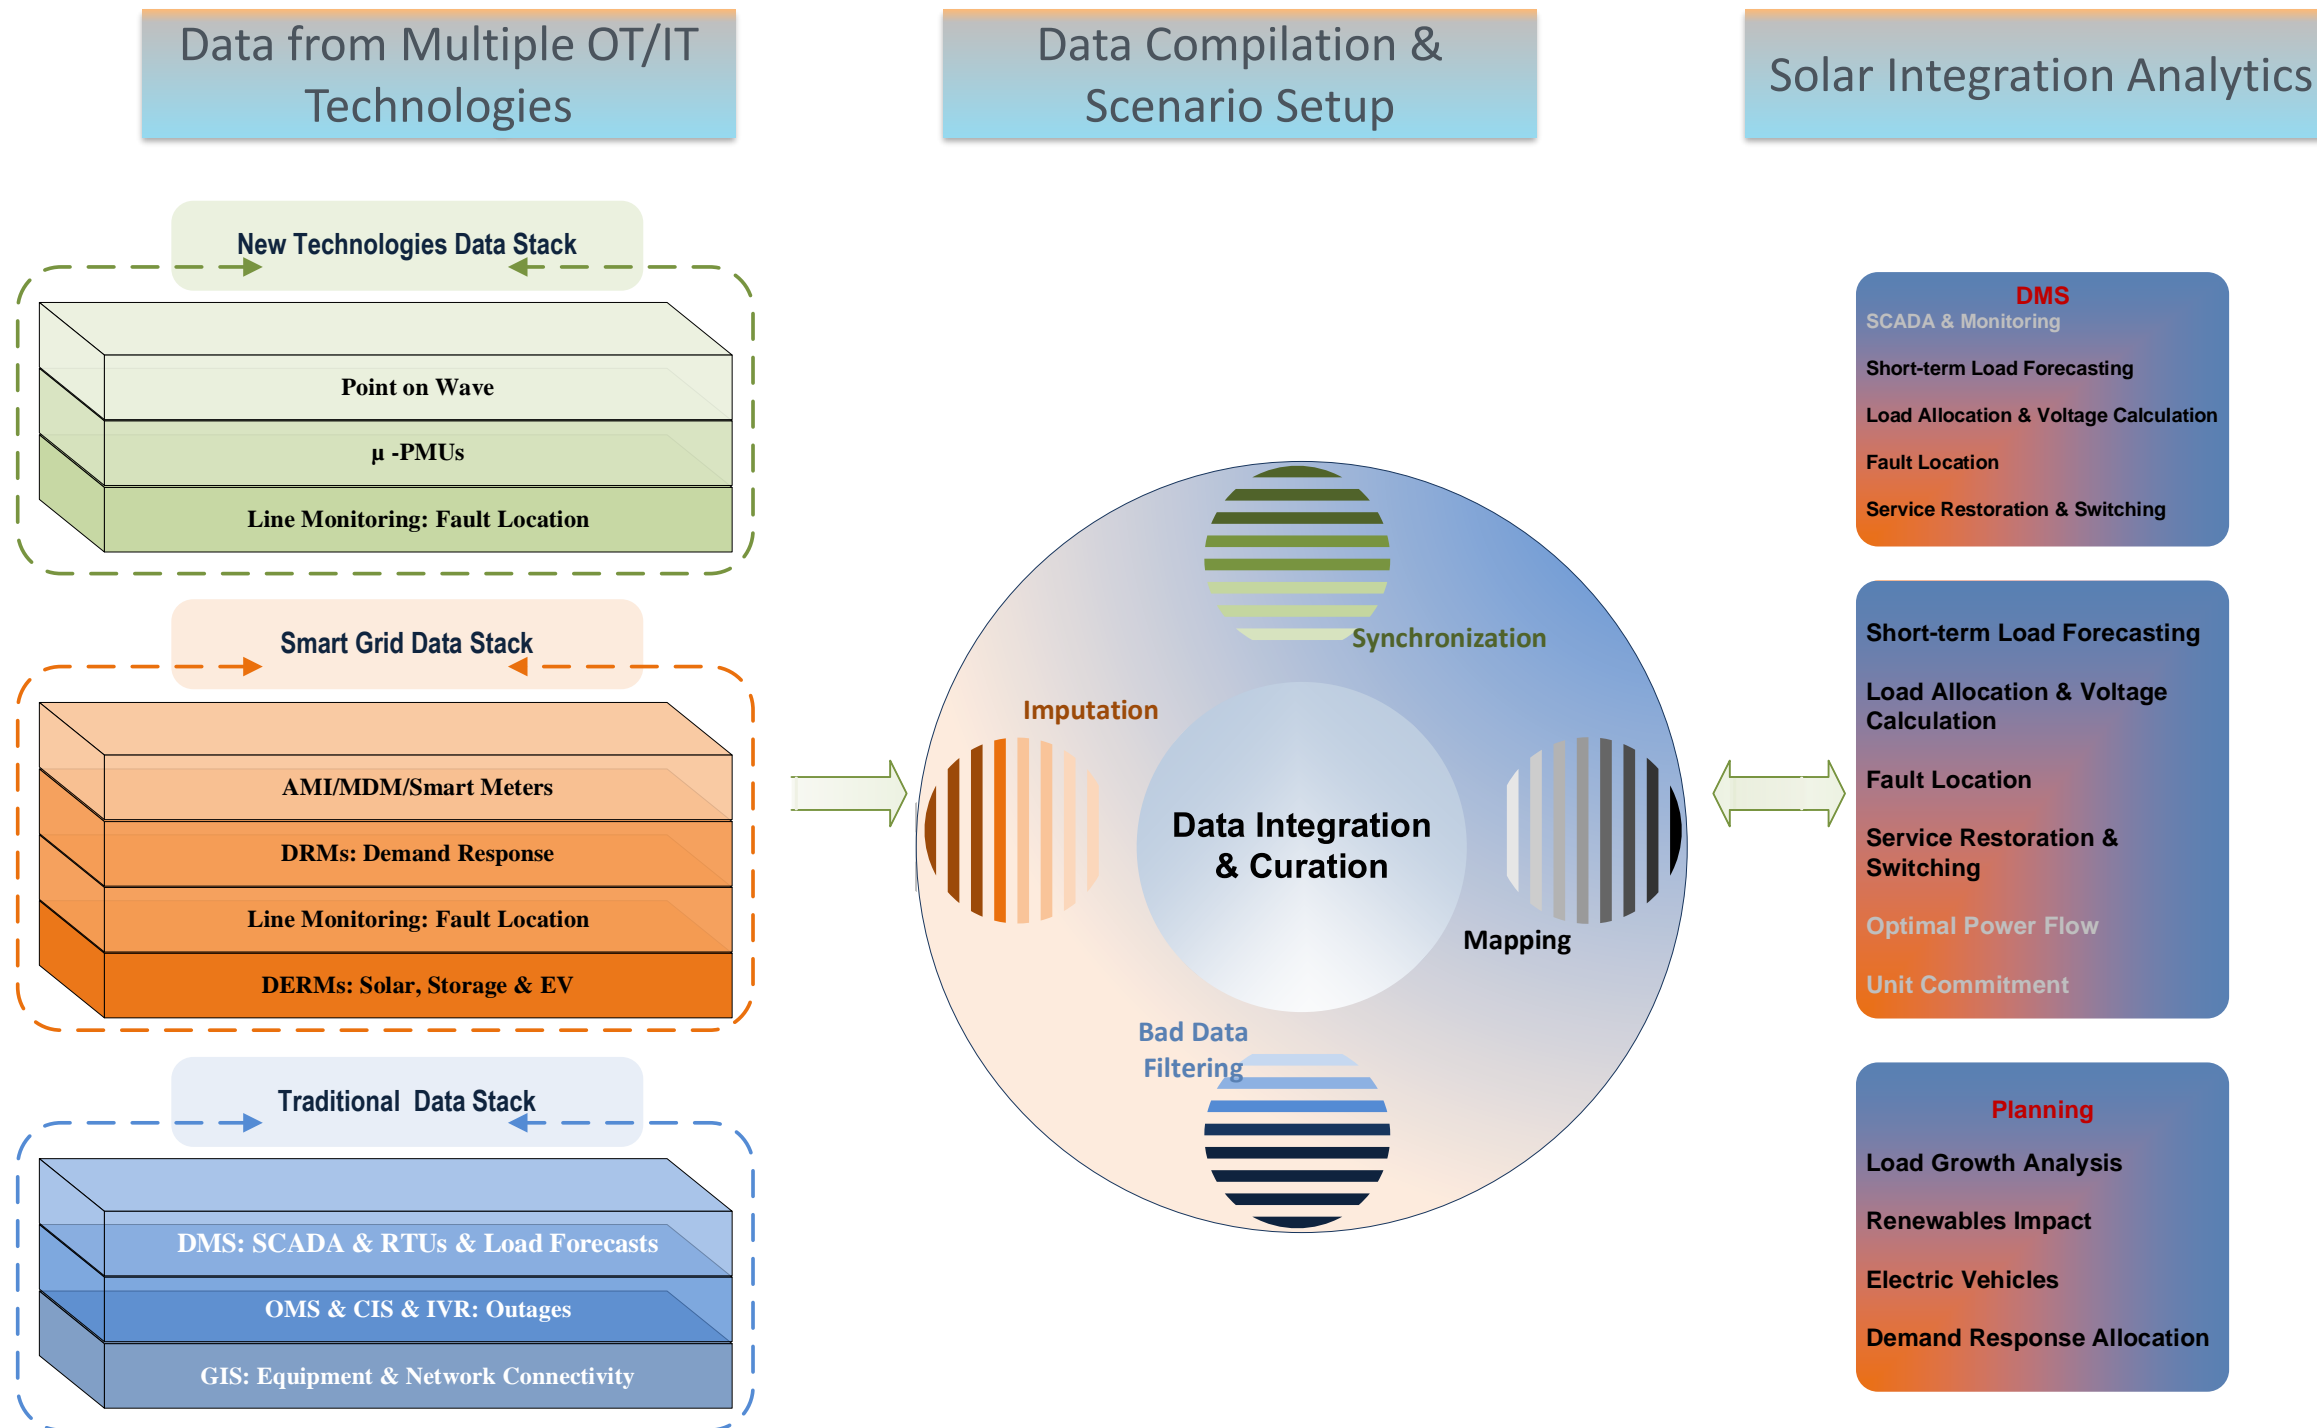 Data from Multiple OT/IT
Technologies
Data Compilation &
Scenario Setup
Solar Integration Analytics
New Technologies Data Stack
Point on Wave
µ -PMUs
Line Monitoring: Fault Location
Smart Grid Data Stack
AMI/MDM/Smart Meters
DRMs: Demand Response
Line Monitoring: Fault Location
DERMs: Solar, Storage & EV
Traditional  Data Stack
DMS: SCADA & RTUs & Load Forecasts
OMS & CIS & IVR: Outages
GIS: Equipment & Network Connectivity
Synchronization
Imputation
Data Integration
& Curation
Mapping
Bad Data
Filtering
DMS
SCADA & Monitoring
Short-term Load Forecasting
Load Allocation & Voltage Calculation
Fault Location
Service Restoration & Switching
Short-term Load Forecasting
Load Allocation & Voltage
Calculation
Fault Location
Service Restoration &
Switching
Optimal Power Flow
Unit Commitment
Planning
Load Growth Analysis
Renewables Impact
Electric Vehicles
Demand Response Allocation